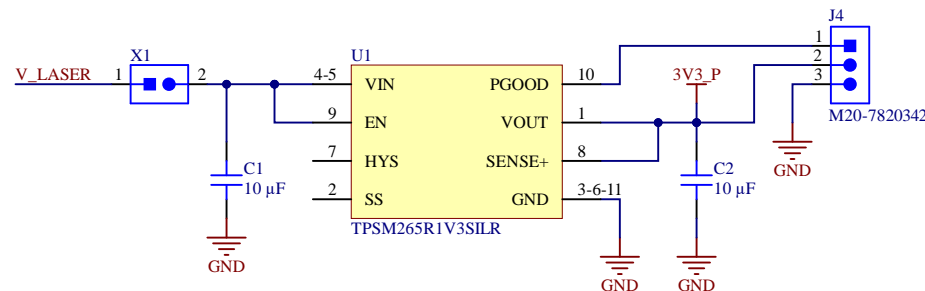 J4
X1
U1
V_LASER
1
2
4-5
VIN
PGOOD
10
3V3_P
1
2
3
9
EN
VOUT
1
M20-7820342
7
HYS
SENSE+
8
C1
10 µF
C2
10 µF
GND
2
SS
GND
3-6-11
TPSM265R1V3SILR
GND
GND
GND